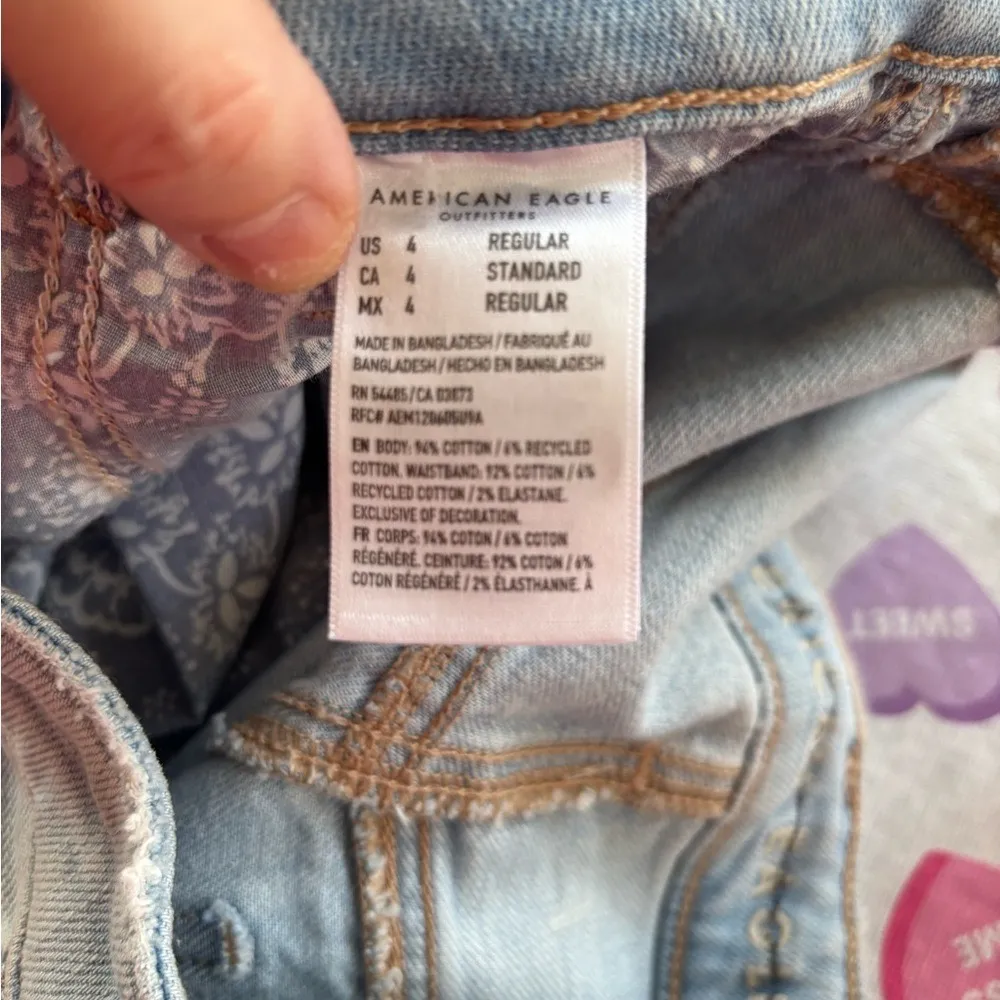 AMERICAN EAGLE
OUTFITTERS
US 4 REGULAR
CA 4 STANDARD
MX 4 REGULAR
MADE IN BANGLADESH / FABRIQUÉ AU
BANGLADESH / HECHO EN BANGLADESH
RN 54485 / CA 03873
RFC# AEM120605U9A
EN BODY: 94% COTTON / 6% RECYCLED
COTTON. WAISTBAND: 92% COTTON / 6%
RECYCLED COTTON / 2% ELASTANE.
EXCLUSIVE OF DECORATION.
FR CORPS: 94% COTON / 6% COTON
RÉGÉNÉRÉ. CEINTURE: 92% COTON / 6%
COTON RÉGÉNÉRÉ / 2% ÉLASTHANNE. À
SWEET
ME